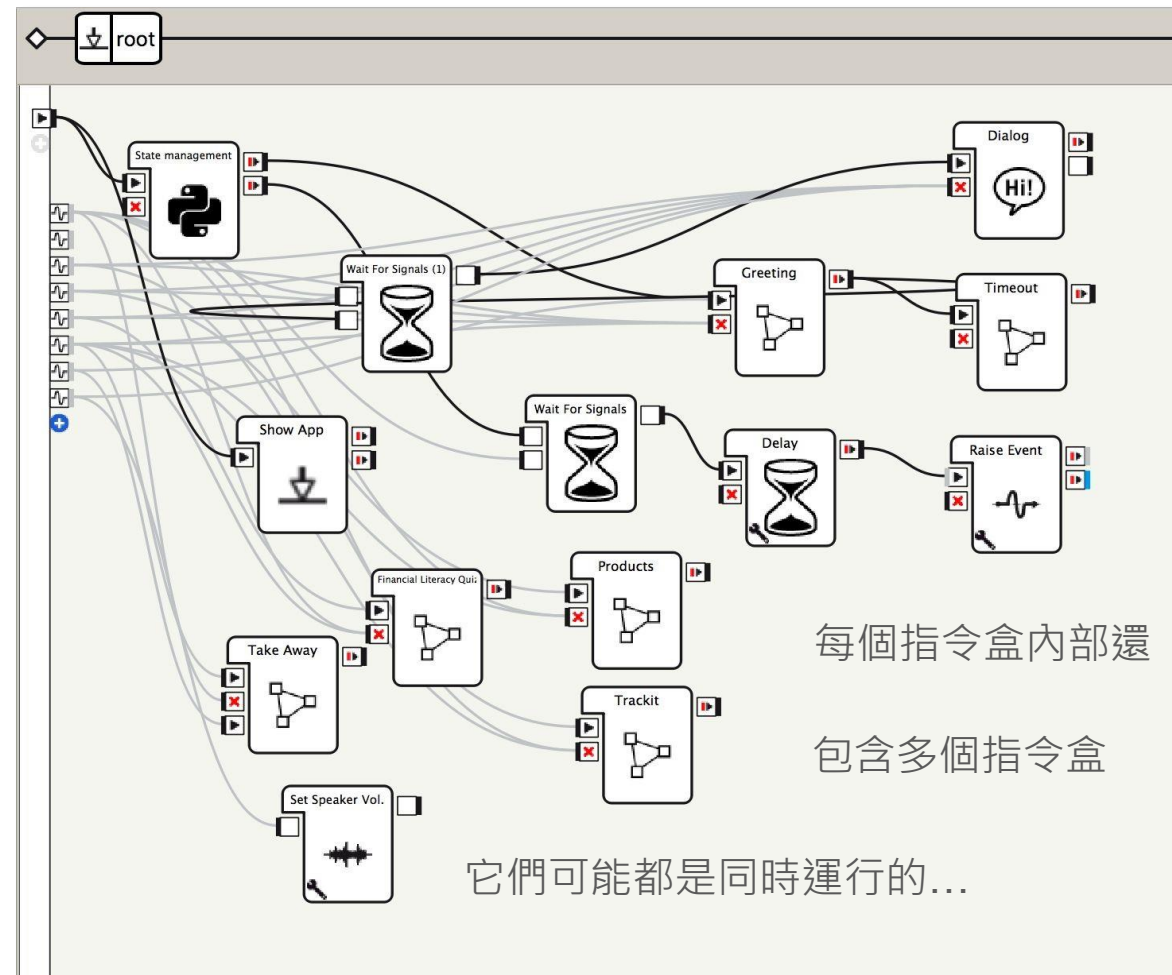 root
State management
Dialog
Hi!
Wait For Signals (1)
Greeting
Timeout
Show App
Wait For Signals
Delay
Raise Event
Financial Literacy Quiz
Products
每個指令盒內部還
Take Away
Trackit
包含多個指令盒
Set Speaker Vol.
它們可能都是同時運行的...